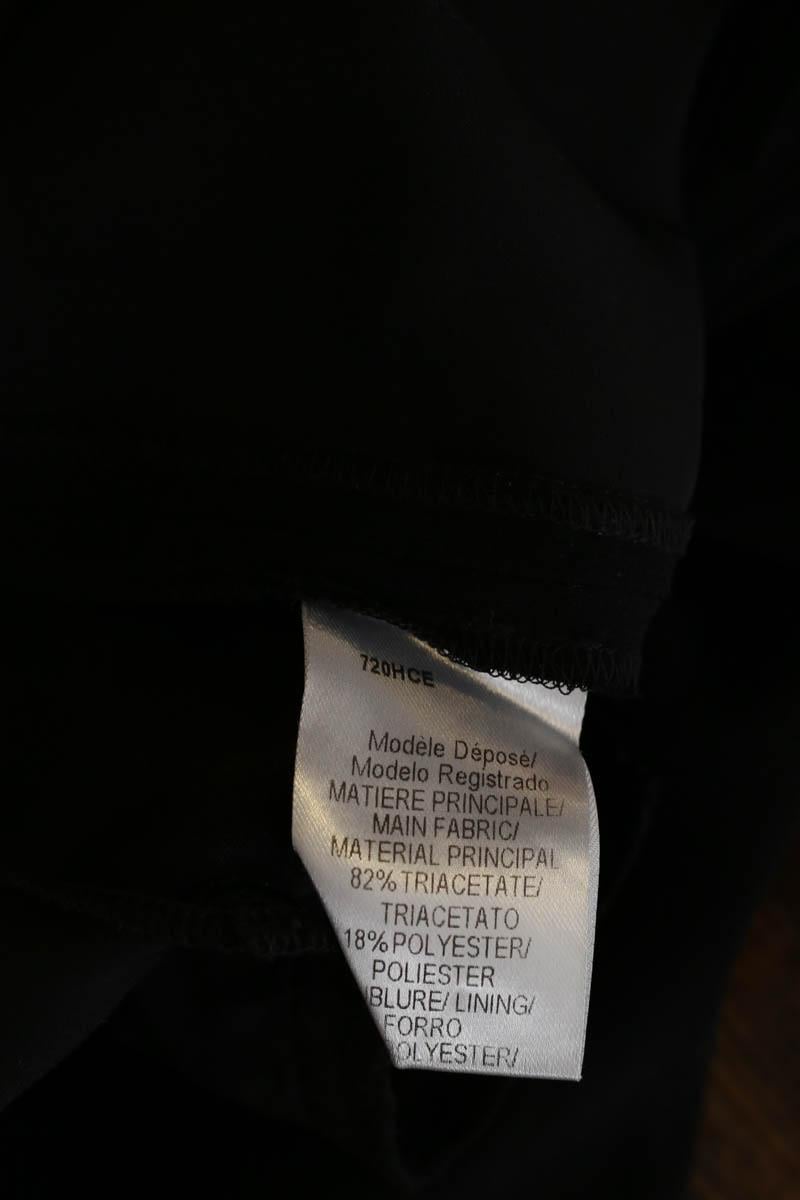 720HCE
Modèle Déposé/
Modelo Registrado
MATIERE PRINCIPALE/
MAIN FABRIC/
MATERIAL PRINCIPAL
82% TRIACETATE/
TRIACETATO
18% POLYESTER/
POLIESTER
LINING/
FORRO